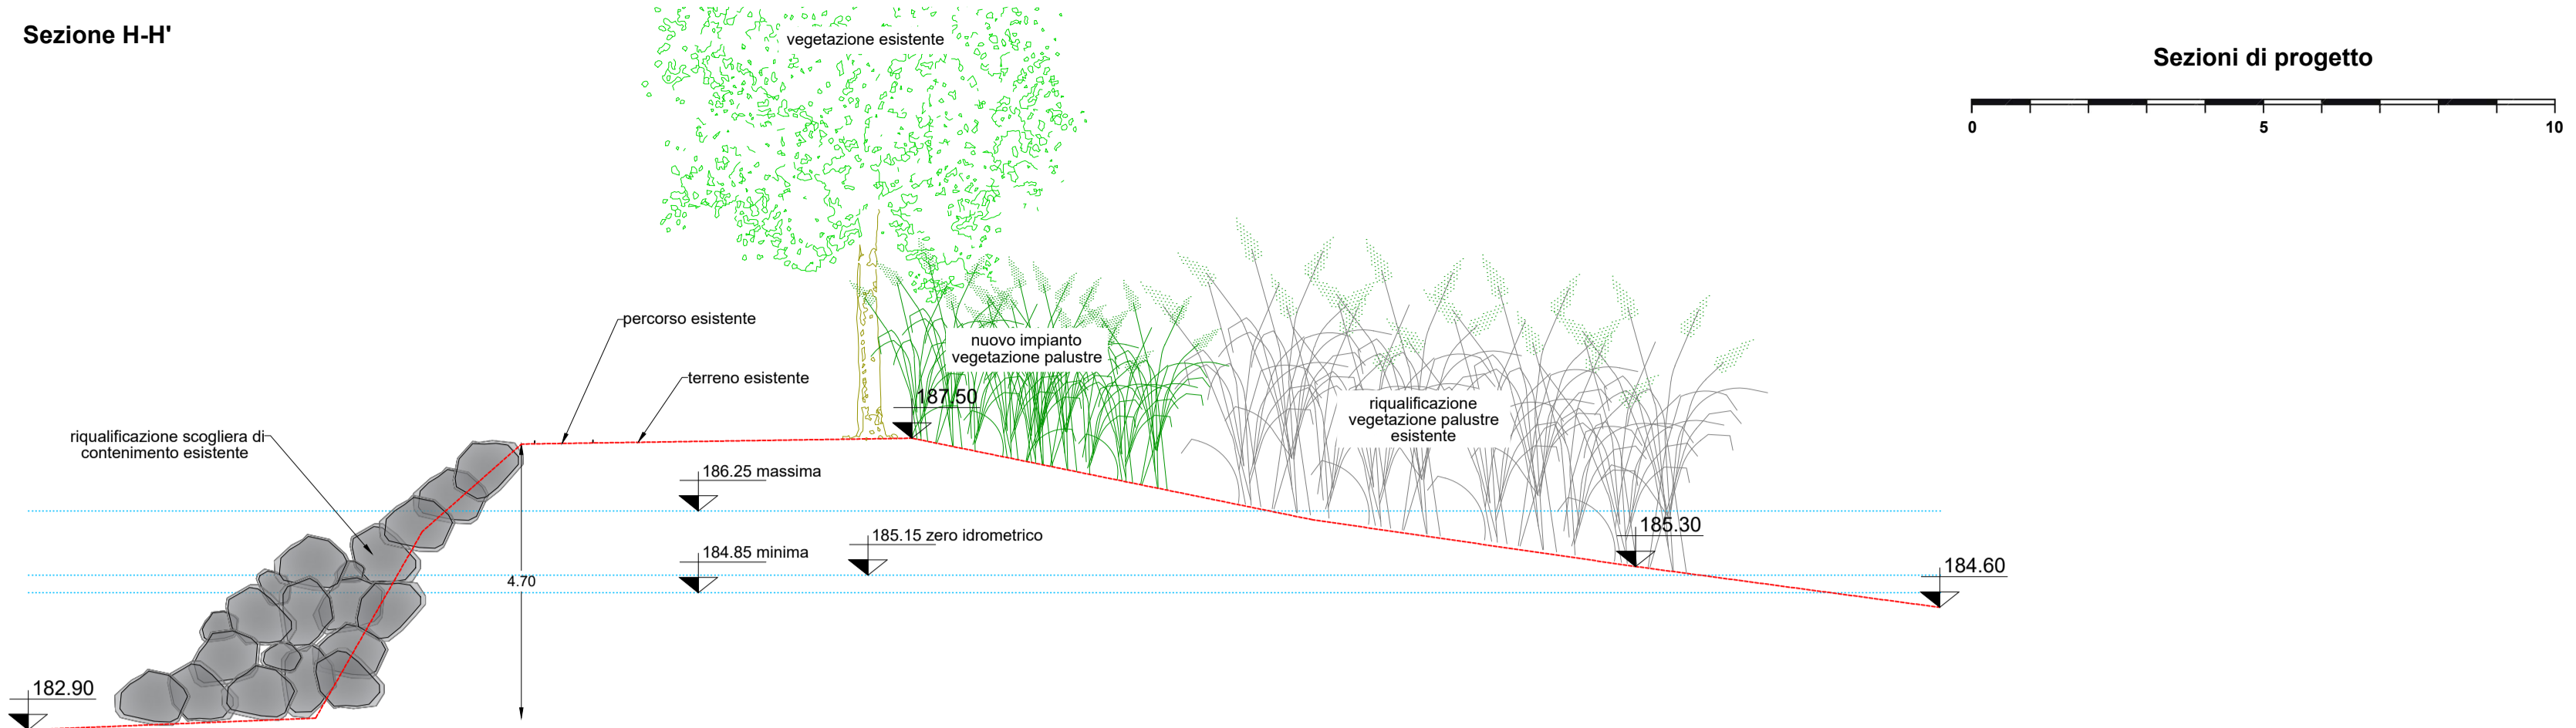 Sezione H-H'
vegetazione esistente
Sezioni di progetto
0
5
10
percorso esistente
nuovo impianto
vegetazione palustre
terreno esistente
187.50
riqualificazione
vegetazione palustre
esistente
riqualificazione scogliera di
contenimento esistente
186.25 massima
185.15 zero idrometrico
184.85 minima
185.30
184.60
4.70
182.90